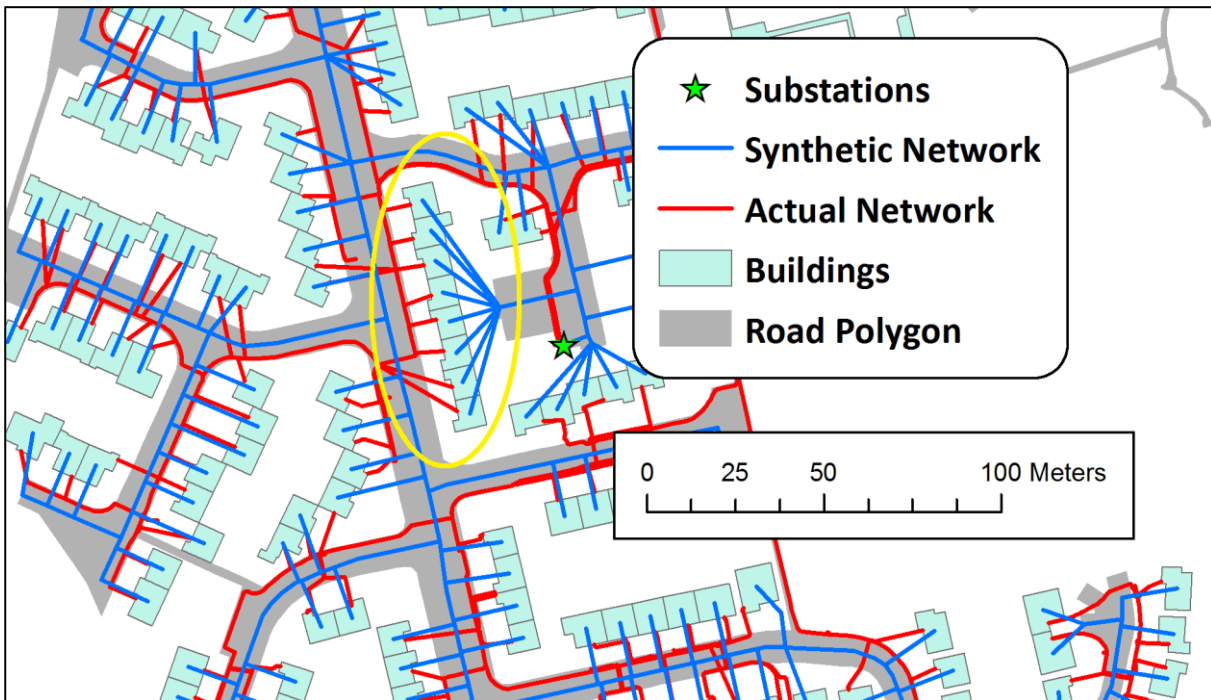 Substations
Synthetic Network
Actual Network
Buildings
Road Polygon
0 25 50 100 Meters